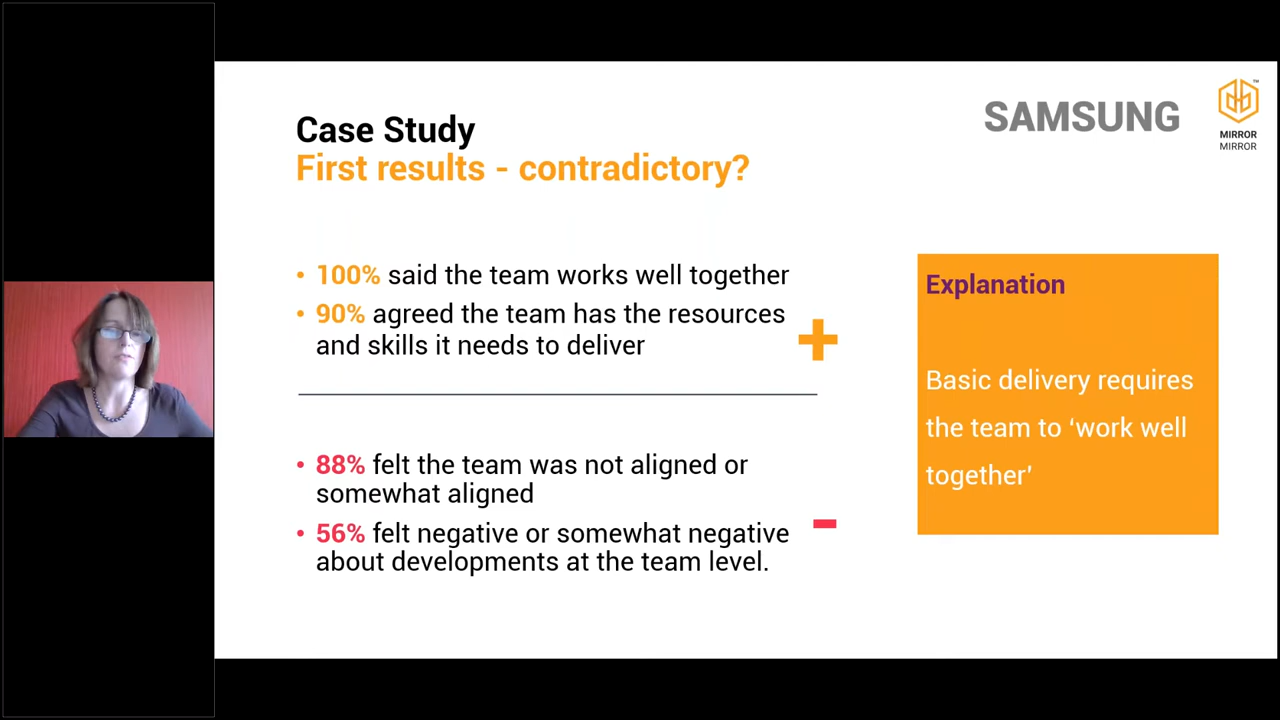 Case Study
First results - contradictory?
SAMSUNG
MIRROR
MIRROR
• 100% said the team works well together
• 90% agreed the team has the resources
and skills it needs to deliver
+
• 88% felt the team was not aligned or
somewhat aligned
• 56% felt negative or somewhat negative
about developments at the team level.
-
Explanation
Basic delivery requires
the team to ‘work well
together’